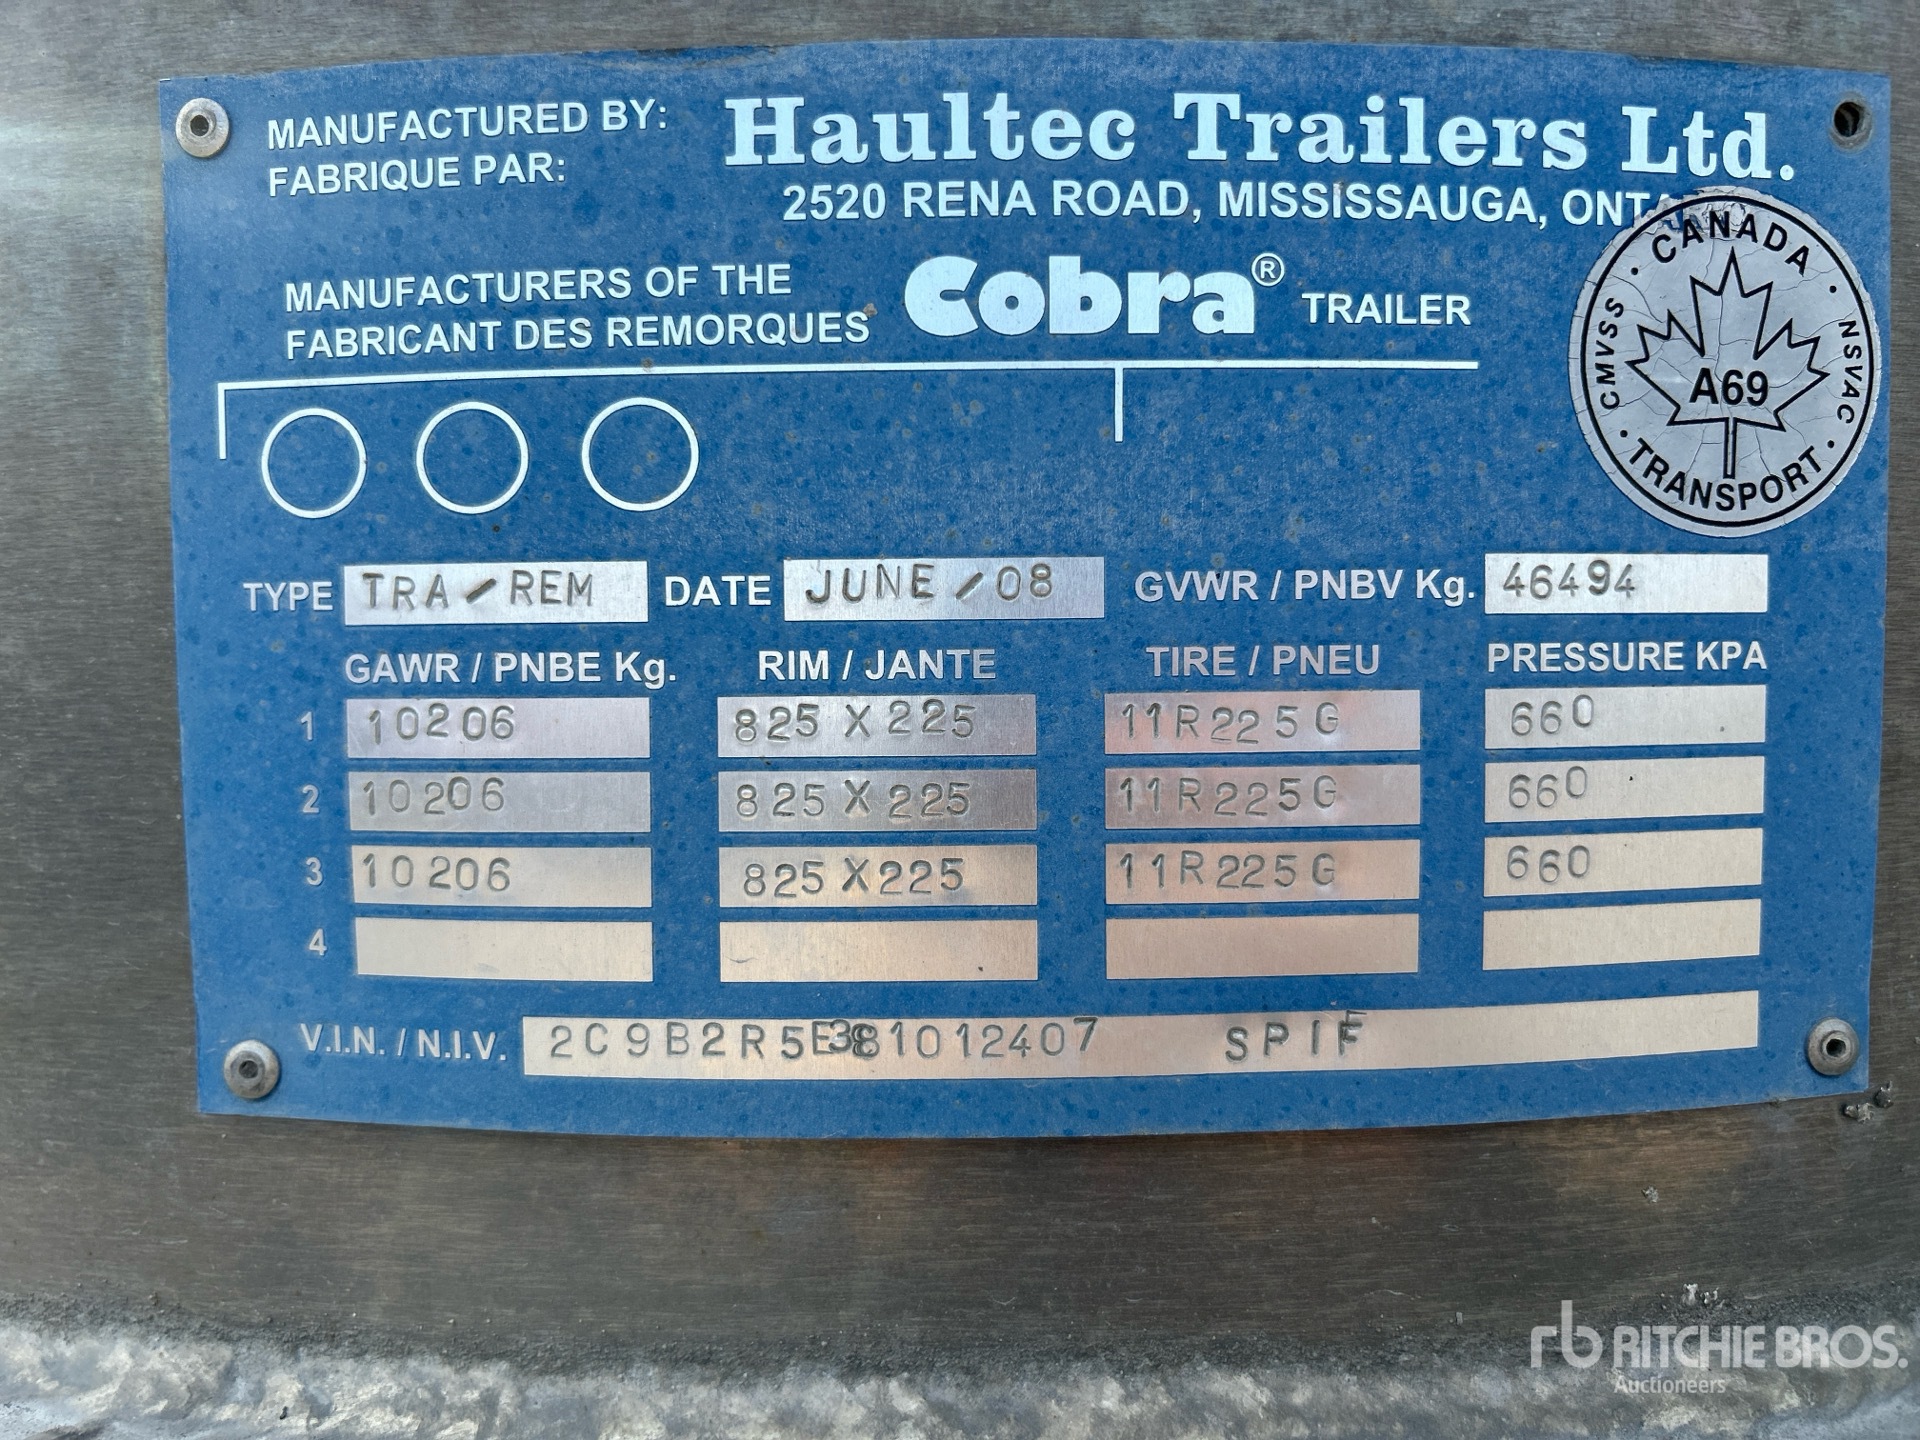 MANUFACTURED BY: Haultec Trailers Ltd.
FABRIQUE PAR:
2520 RENA ROAD, MISSISSAUGA,
CANADA
CMVSS
NSVAC
A69
TRANSPORT
MANUFACTURERS OF THE Cobra® TRAILER
FABRICANT DES REMORQUES
TYPE TRA/REM DATE JUNE/08 GVWR / PNBV Kg. 46494
GAWR / PNBE Kg. RIM / JANTE TIRE / PNEU PRESSURE KPA
1 10206 825 X 225 11R225G 660
2 10206 825 X 225 11R225G 660
3 10206 825 X 225 11R225G 660
4
V.I.N. / N.I.V. SPIF
rb RITCHIE BROS.
Auctioneers